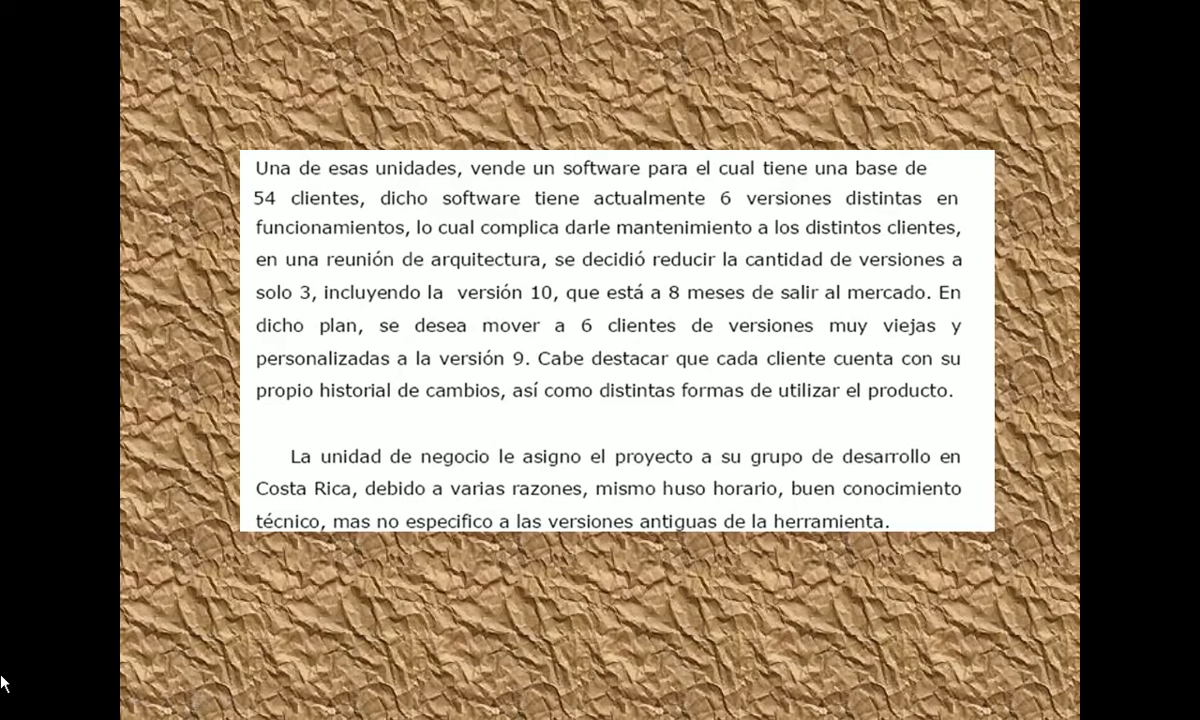 Una de esas unidades, vende un software para el cual tiene una base de
54 clientes, dicho software tiene actualmente 6 versiones distintas en
funcionamientos, lo cual complica darle mantenimiento a los distintos clientes,
en una reunión de arquitectura, se decidió reducir la cantidad de versiones a
solo 3, incluyendo la versión 10, que está a 8 meses de salir al mercado. En
dicho plan, se desea mover a 6 clientes de versiones muy viejas y
personalizadas a la versión 9. Cabe destacar que cada cliente cuenta con su
propio historial de cambios, así como distintas formas de utilizar el producto.
La unidad de negocio le asigno el proyecto a su grupo de desarrollo en
Costa Rica, debido a varias razones, mismo huso horario, buen conocimiento
técnico, mas no especifico a las versiones antiguas de la herramienta.